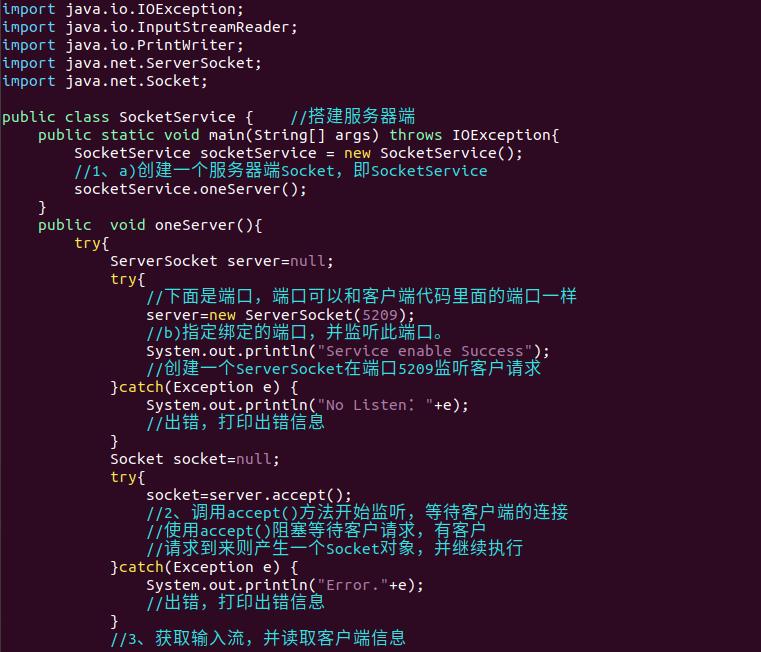 import java.io.IOException;
import java.io.InputStreamReader;
import java.io.PrintWriter;
import java.net.ServerSocket;
import java.net.Socket;

public class SocketService {    //搭建服务器端
    public static void main(String[] args) throws IOException{
        SocketService socketService = new SocketService();
        //1、a)创建一个服务器端Socket，即SocketService
        socketService.oneServer();
    }
    public  void oneServer(){
        try{
            ServerSocket server=null;
            try{
                //下面是端口，端口可以和客户端代码里面的端口一样
                server=new ServerSocket(5209);
                //b)指定绑定的端口，并监听此端口。
                System.out.println("Service enable Success");
                //创建一个ServerSocket在端口5209监听客户请求
            }catch(Exception e) {
                System.out.println("No Listen："+e);
                //出错，打印出错信息
            }
            Socket socket=null;
            try{
                socket=server.accept();
                //2、调用accept()方法开始监听，等待客户端的连接
                //使用accept()阻塞等待客户请求，有客户
                //请求到来则产生一个Socket对象，并继续执行
            }catch(Exception e) {
                System.out.println("Error."+e);
                //出错，打印出错信息
            }
            //3、获取输入流，并读取客户端信息